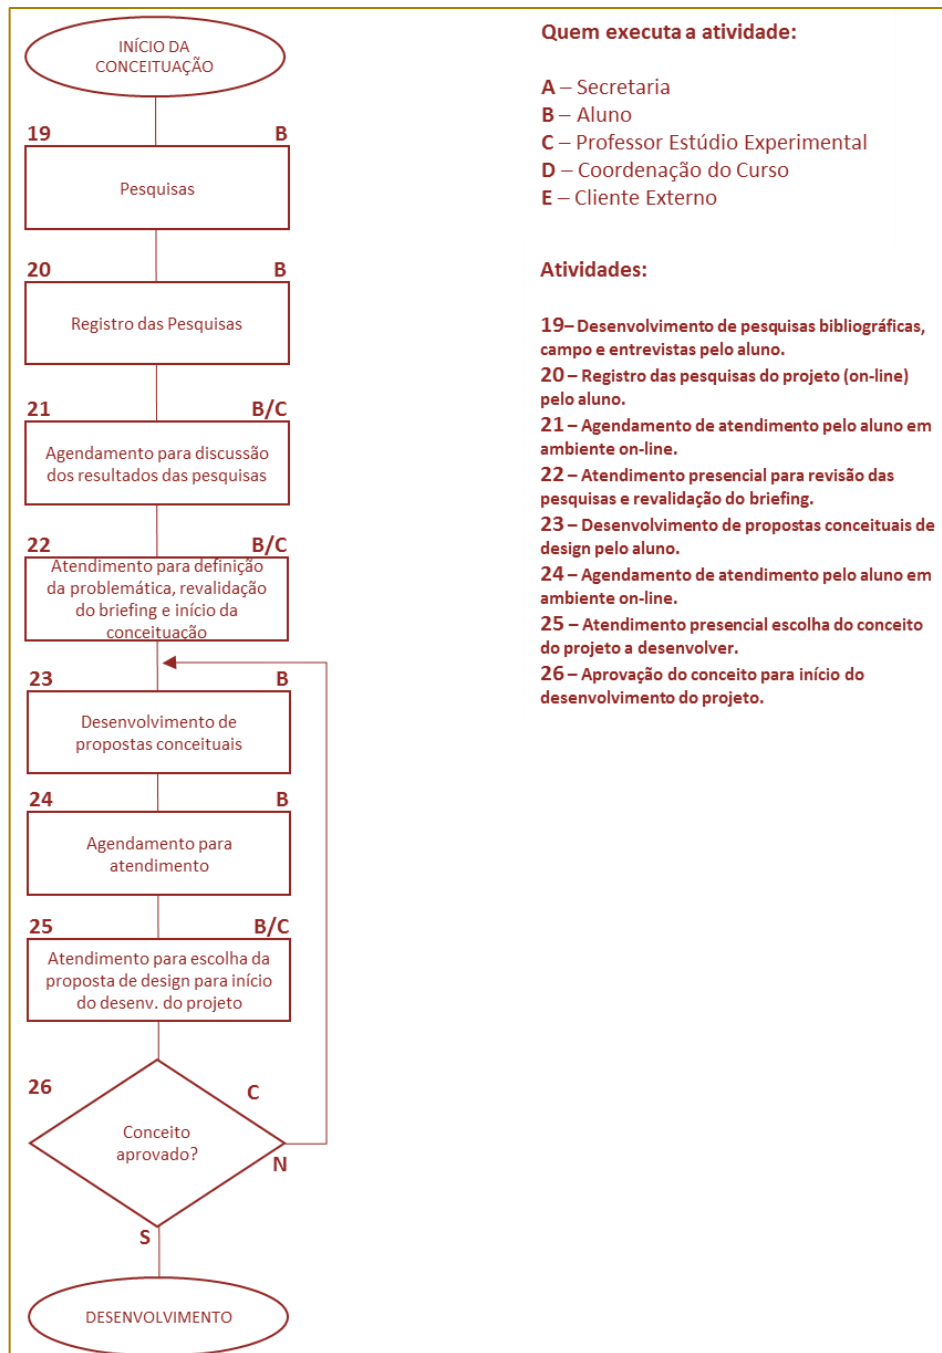 INÍCIO DA
CONCEITUAÇÃO
19 B
Pesquisas
20 B
Registro das Pesquisas
21 B/C
Agendamento para discussão
dos resultados das pesquisas
22 B/C
Atendimento para definição
da problemática, revalidação
do briefing e início da
conceituação
23 B
Desenvolvimento de
propostas conceituais
24 B
Agendamento para
atendimento
25 B/C
Atendimento para escolha da
proposta de design para início
do desenv. do projeto
26 C
Conceito
aprovado?
N
S
DESENVOLVIMENTO
Quem executa a atividade:
A – Secretaria
B – Aluno
C – Professor Estúdio Experimental
D – Coordenação do Curso
E – Cliente Externo
Atividades:
19– Desenvolvimento de pesquisas bibliográficas,
campo e entrevistas pelo aluno.
20 – Registro das pesquisas do projeto (on-line)
pelo aluno.
21 – Agendamento de atendimento pelo aluno em
ambiente on-line.
22 – Atendimento presencial para revisão das
pesquisas e revalidação do briefing.
23 – Desenvolvimento de propostas conceituais de
design pelo aluno.
24 – Agendamento de atendimento pelo aluno em
ambiente on-line.
25 – Atendimento presencial escolha do conceito
do projeto a desenvolver.
26 – Aprovação do conceito para início do
desenvolvimento do projeto.